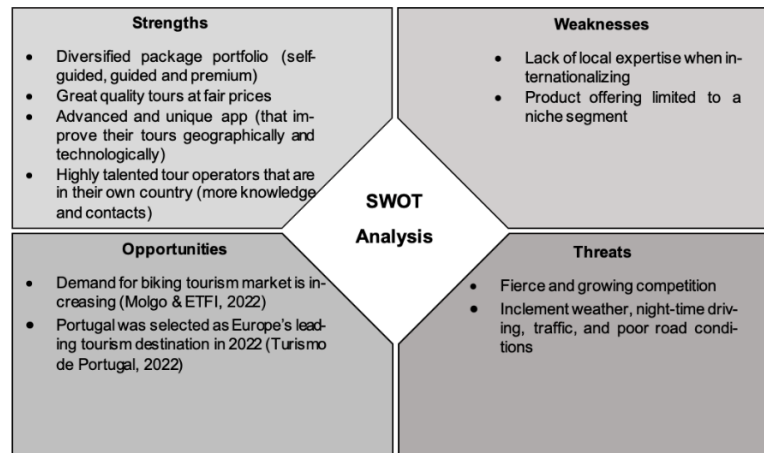 Strengths
• Diversified package portfolio (self-
guided, guided and premium)
• Great quality tours at fair prices
• Advanced and unique app (that im-
prove their tours geographically and
technologically)
• Highly talented tour operators that are
in their own country (more knowledge
and contacts)
Weaknesses
• Lack of local expertise when in-
ternationalizing
• Product offering limited to a
niche segment
SWOT
Analysis
Opportunities
• Demand for biking tourism market is in-
creasing (Molgo & ETFI, 2022)
• Portugal was selected as Europe's lead-
ing tourism destination in 2022 (Turismo
de Portugal, 2022)
Threats
• Fierce and growing competition
• Inclement weather, night-time driv-
ing, traffic, and poor road condi-
tions